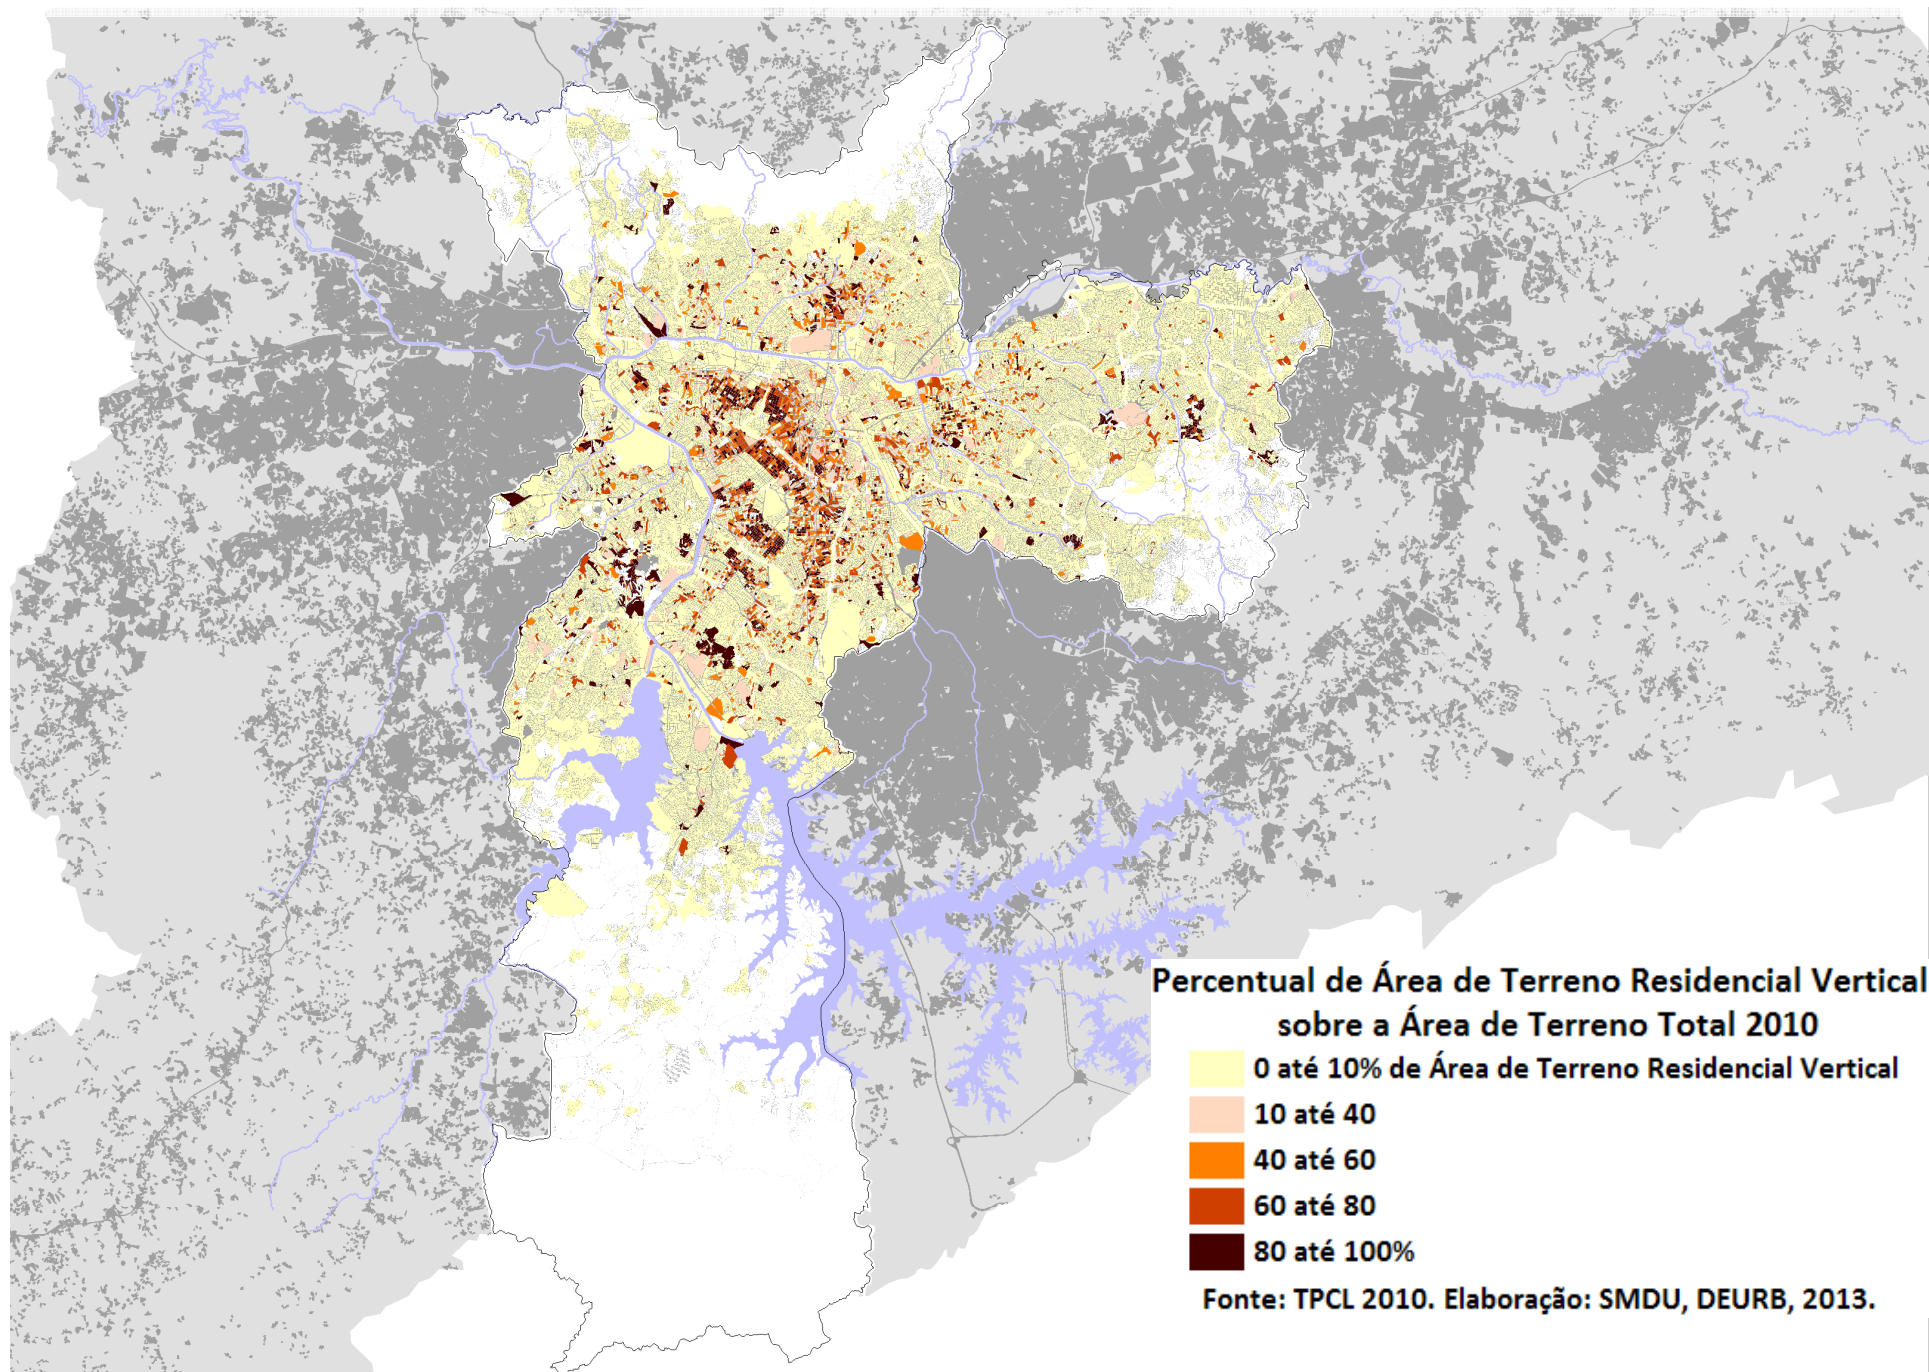 Percentual de Área de Terreno Residencial Vertical
sobre a Área de Terreno Total 2010
0 até 10% de Área de Terreno Residencial Vertical
10 até 40
40 até 60
60 até 80
80 até 100%
Fonte: TPCL 2010. Elaboração: SMDU, DEURB, 2013.